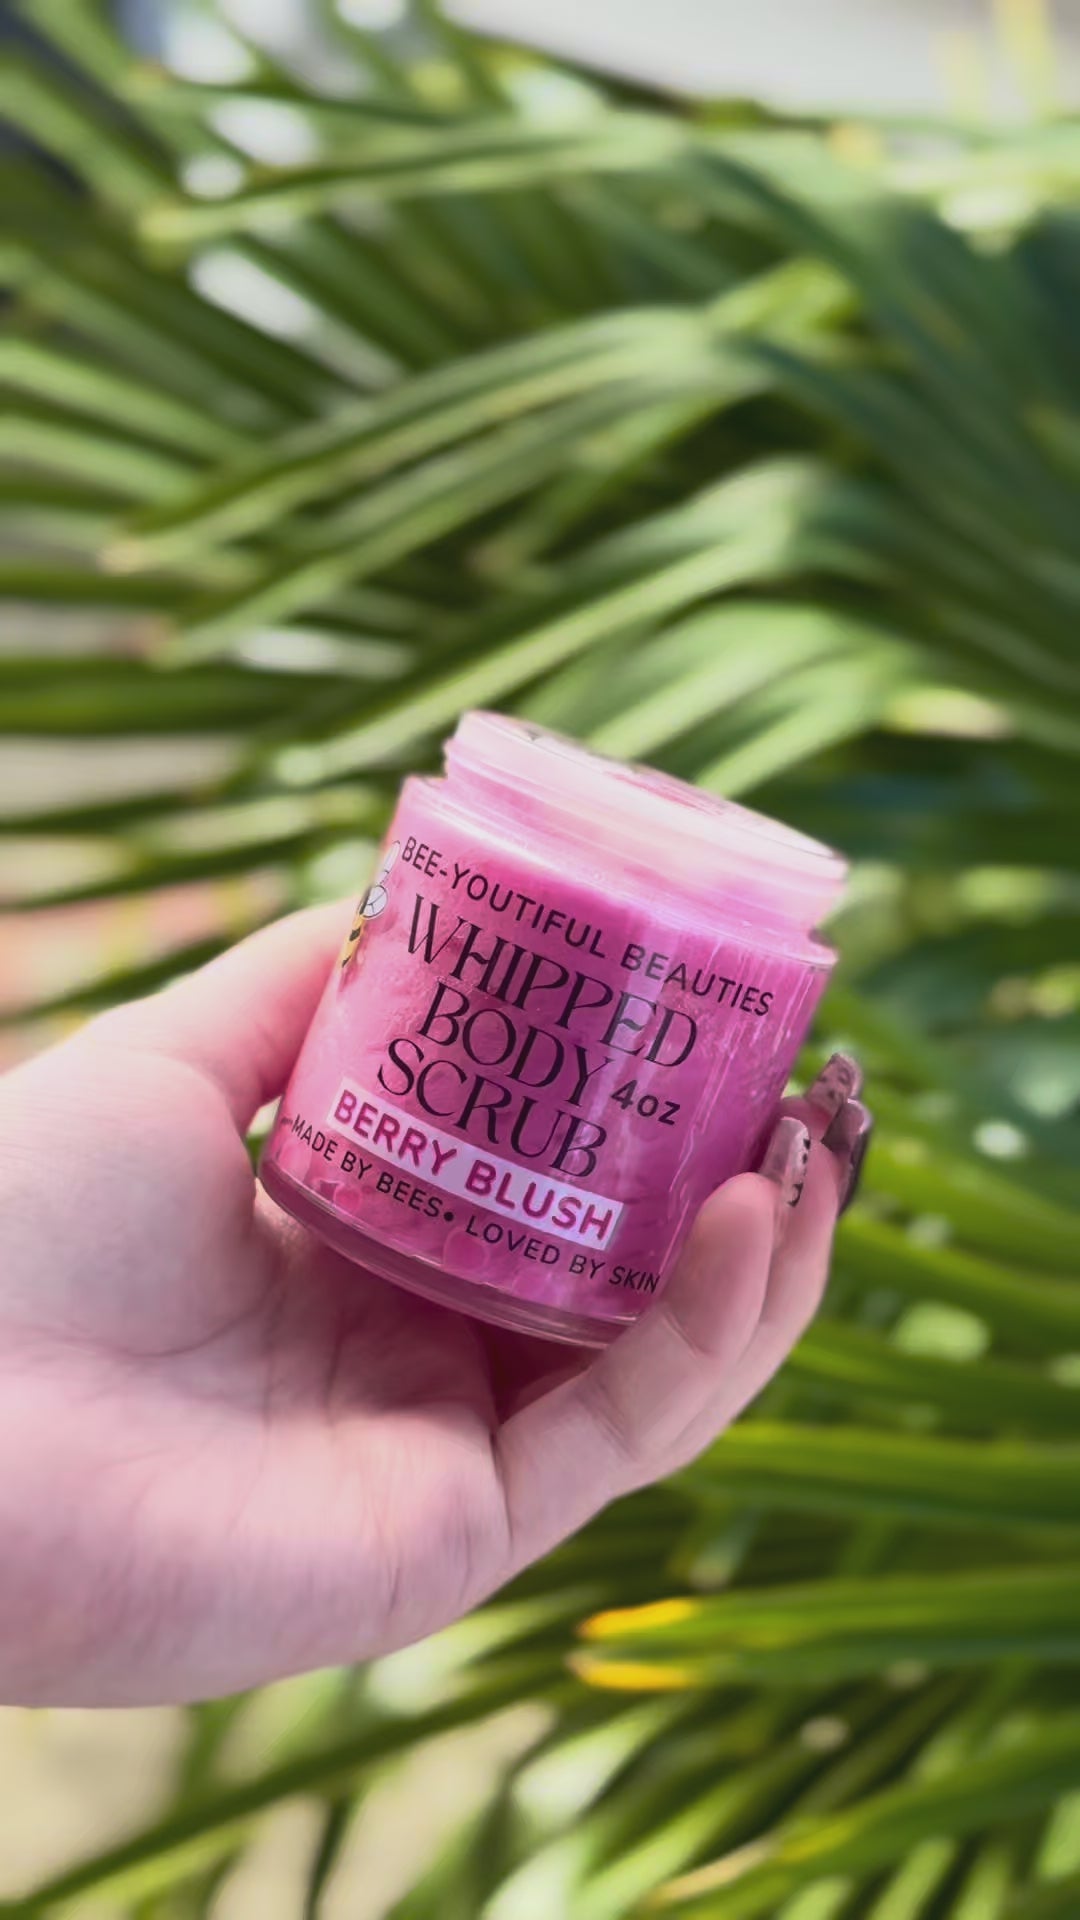 BEE-YOUTIFUL BEAUTIES
WHIPPED
BODY 4oz
SCRUB
BERRY BLUSH
MADE BY BEES• LOVED BY SKIN